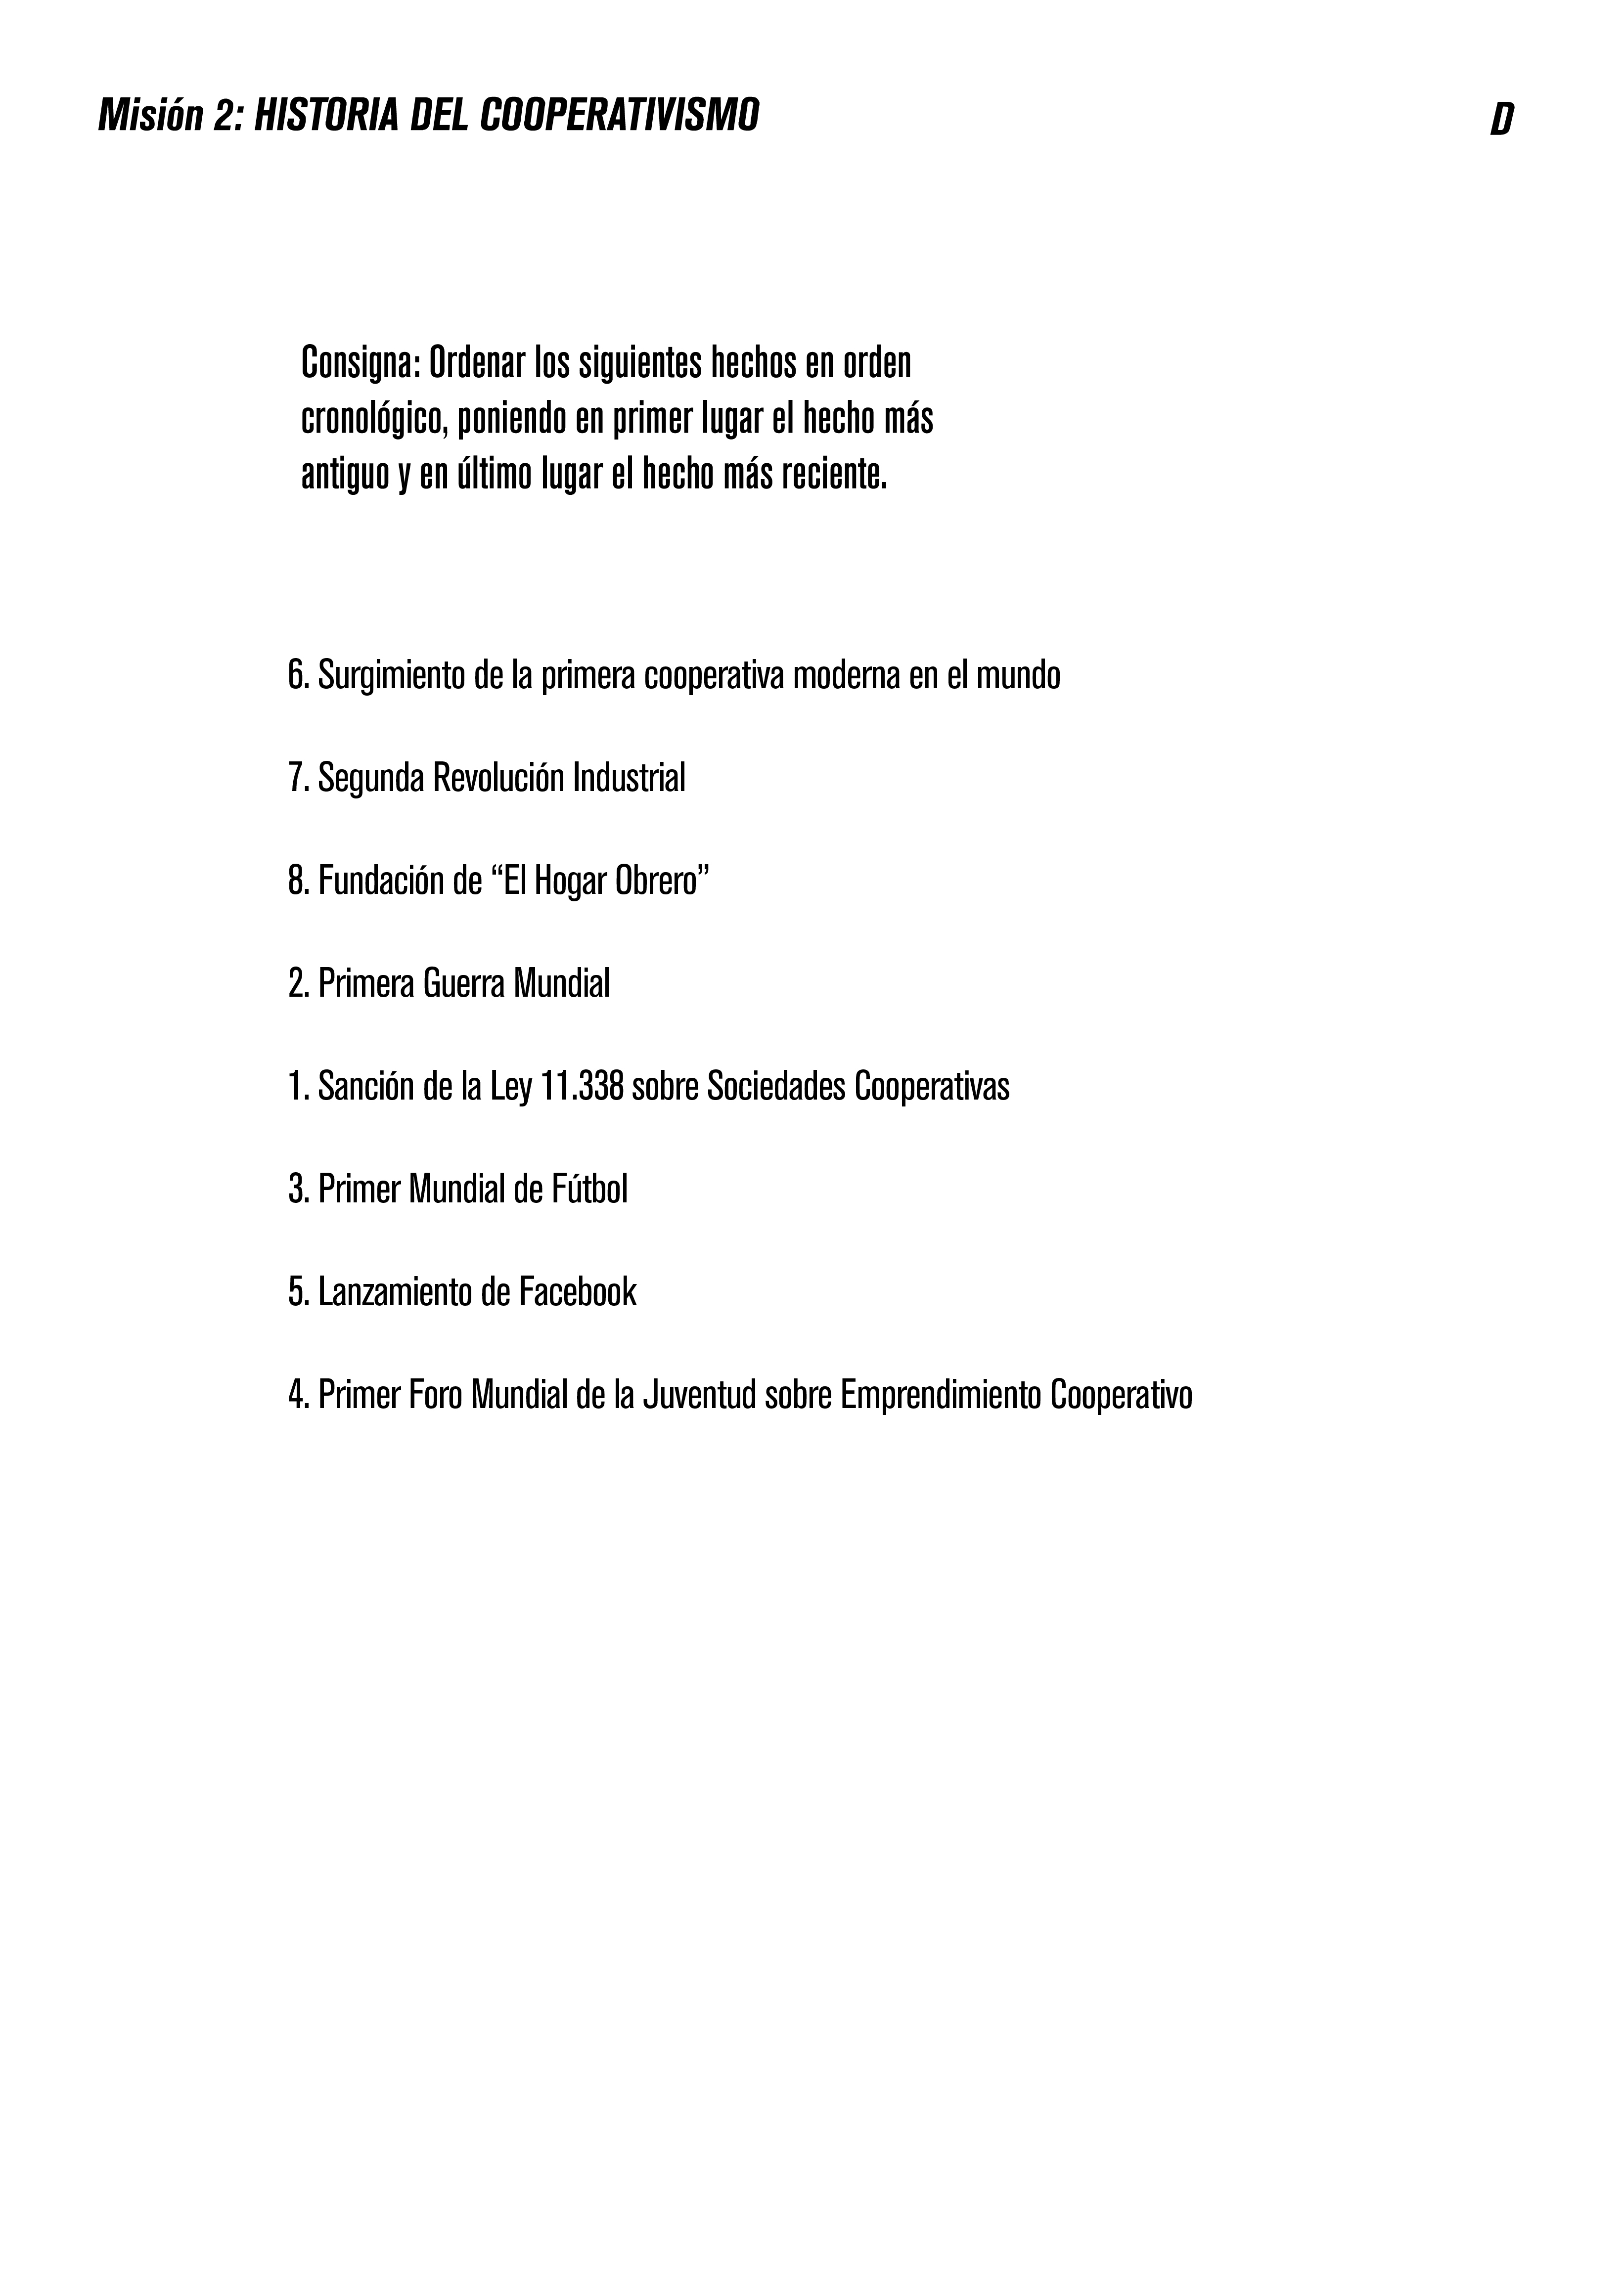 Misión 2: HISTORIA DEL COOPERATIVISMO
D
Consigna: Ordenar los siguientes hechos en orden
cronológico, poniendo en primer lugar el hecho más
antiguo y en último lugar el hecho más reciente.
6. Surgimiento de la primera cooperativa moderna en el mundo
7. Segunda Revolución Industrial
8. Fundación de “El Hogar Obrero”
2. Primera Guerra Mundial
1. Sanción de la Ley 11.338 sobre Sociedades Cooperativas
3. Primer Mundial de Fútbol
5. Lanzamiento de Facebook
4. Primer Foro Mundial de la Juventud sobre Emprendimiento Cooperativo